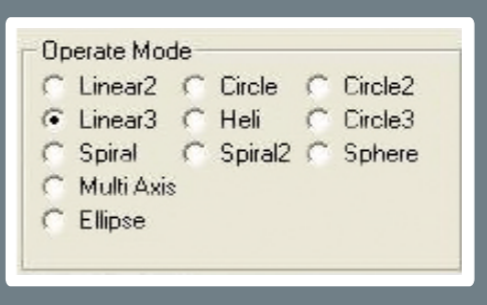 Operate Mode
Linear2 Circle Circle2
Linear3 Heli Circle3
Spiral Spiral2 Sphere
Multi Axis
Ellipse